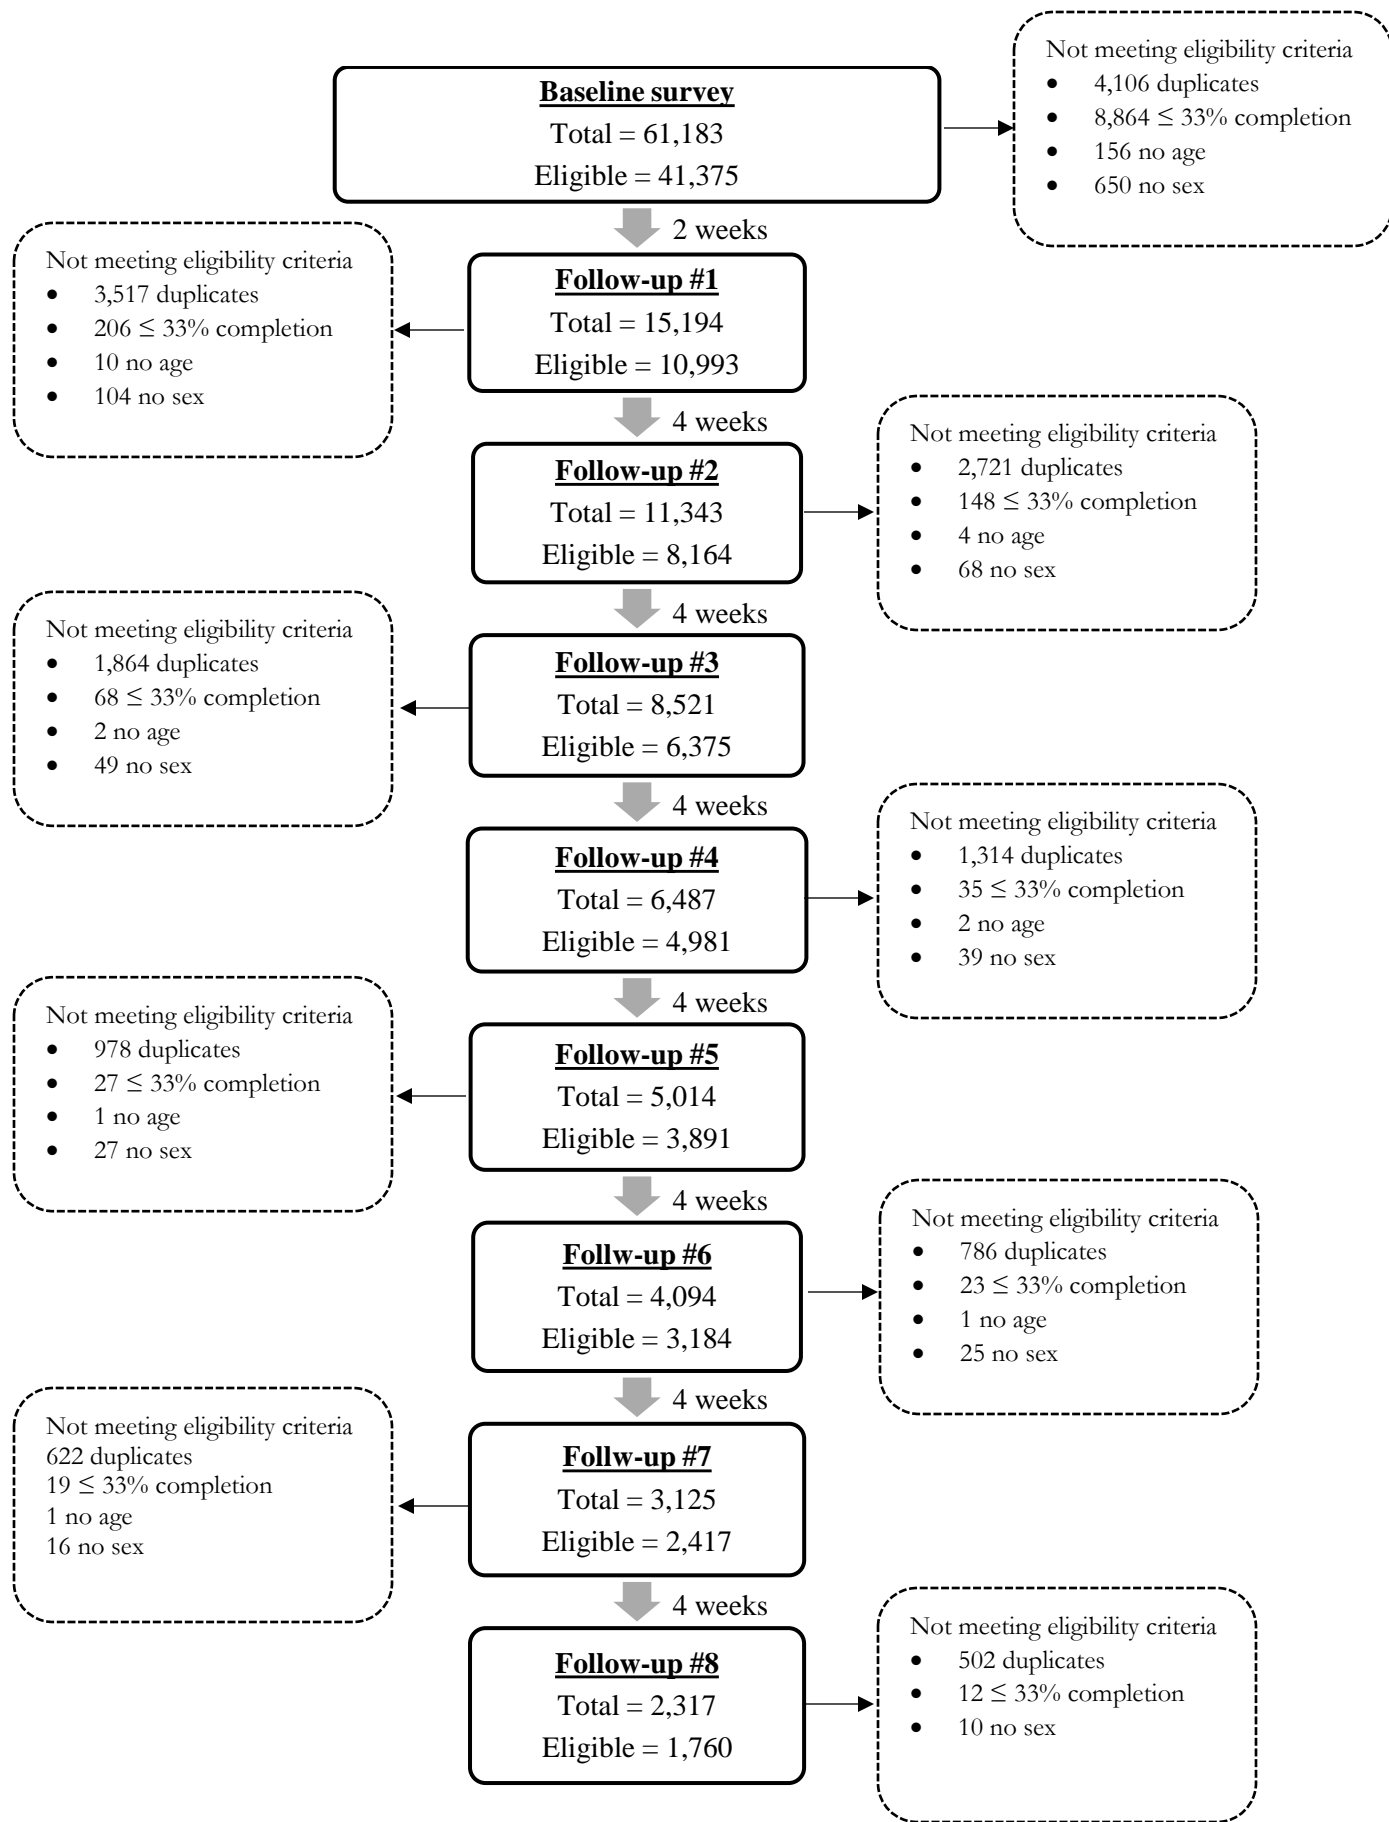 Baseline survey
Total = 61,183
Eligible = 41,375
Not meeting eligibility criteria
• 4,106 duplicates
• 8,864 ≤ 33% completion
• 156 no age
• 650 no sex
2 weeks
Follow-up #1
Total = 15,194
Eligible = 10,993
Not meeting eligibility criteria
• 3,517 duplicates
• 206 ≤ 33% completion
• 10 no age
• 104 no sex
4 weeks
Follow-up #2
Total = 11,343
Eligible = 8,164
Not meeting eligibility criteria
• 2,721 duplicates
• 148 ≤ 33% completion
• 4 no age
• 68 no sex
4 weeks
Follow-up #3
Total = 8,521
Eligible = 6,375
Not meeting eligibility criteria
• 1,864 duplicates
• 68 ≤ 33% completion
• 2 no age
• 49 no sex
4 weeks
Follow-up #4
Total = 6,487
Eligible = 4,981
Not meeting eligibility criteria
• 1,314 duplicates
• 35 ≤ 33% completion
• 2 no age
• 39 no sex
4 weeks
Follow-up #5
Total = 5,014
Eligible = 3,891
Not meeting eligibility criteria
• 978 duplicates
• 27 ≤ 33% completion
• 1 no age
• 27 no sex
4 weeks
Follw-up #6
Total = 4,094
Eligible = 3,184
Not meeting eligibility criteria
• 786 duplicates
• 23 ≤ 33% completion
• 1 no age
• 25 no sex
4 weeks
Follw-up #7
Total = 3,125
Eligible = 2,417
Not meeting eligibility criteria
622 duplicates
19 ≤ 33% completion
1 no age
16 no sex
4 weeks
Follow-up #8
Total = 2,317
Eligible = 1,760
Not meeting eligibility criteria
• 502 duplicates
• 12 ≤ 33% completion
• 10 no sex